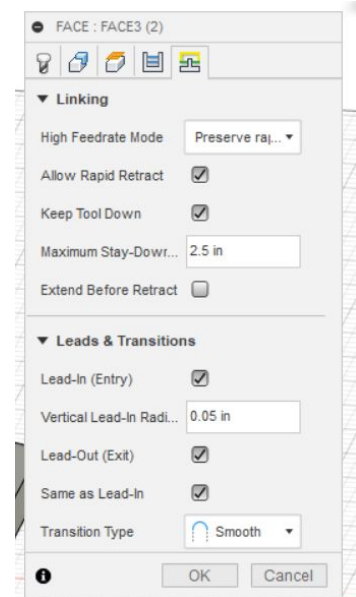 FACE : FACE3 (2)
Linking
High Feedrate Mode Preserve rap...
Allow Rapid Retract
Keep Tool Down
Maximum Stay-Down... 2.5 in
Extend Before Retract
Leads & Transitions
Lead-In (Entry)
Vertical Lead-In Radi... 0.05 in
Lead-Out (Exit)
Same as Lead-In
Transition Type Smooth
OK Cancel